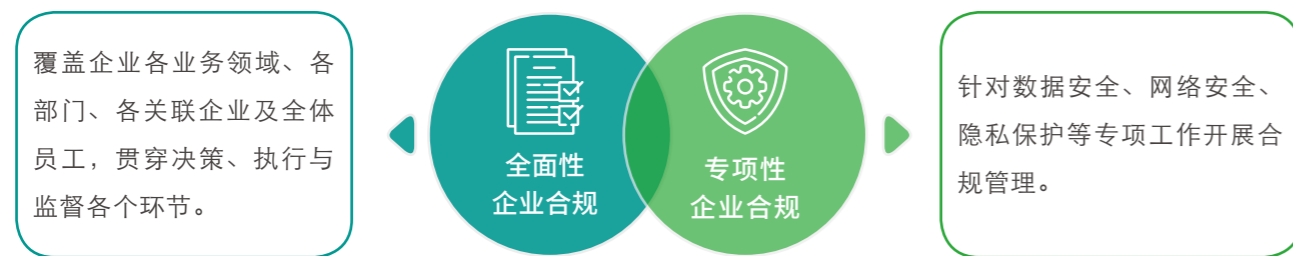 覆盖企业各业务领域、各
部门、各关联企业及全体
员工，贯穿决策、执行与
监督各个环节。
全面性
企业合规
专项性
企业合规
针对数据安全、网络安全、
隐私保护等专项工作开展合
规管理。